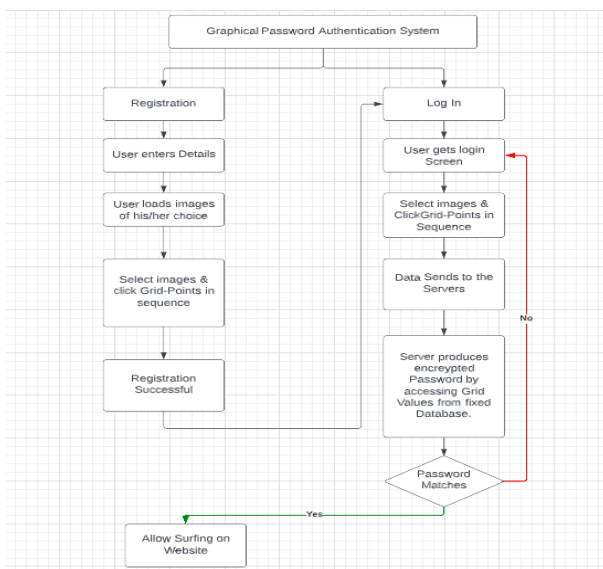 Graphical Password Authentication System
Registration
Log In
User enters Details
User gets login
Screen
User loads images
of his/her choice
Select images &
ClickGrid-Points in
Sequence
Select images &
click Grid-Points in
sequence
Data Sends to the
Servers
No
Registration
Successful
Server produces
encreypted
Password by
accessing Grid
Values from fixed
Database.
Password
Matches
Yes
Allow Surfing on
Website